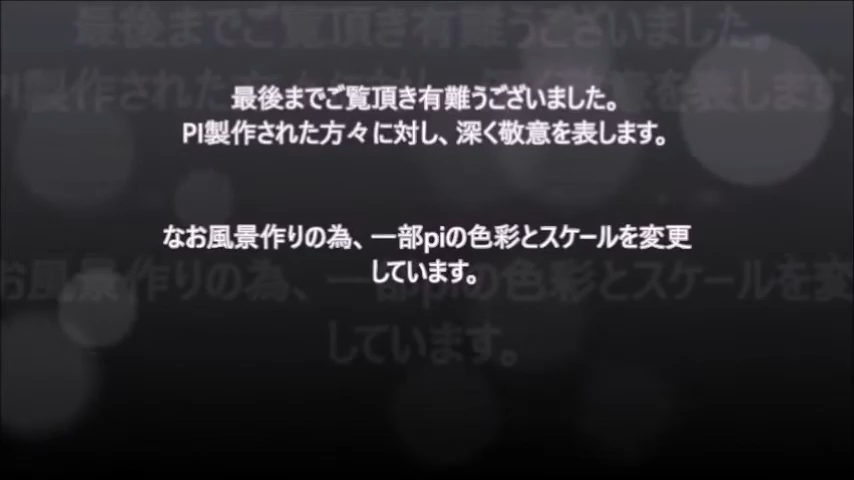 最後までご覧頂き有難うございました。
PI製作された方々に対し、深く敬意を表します。
なお風景作りの為、一部piの色彩とスケールを変更
しています。